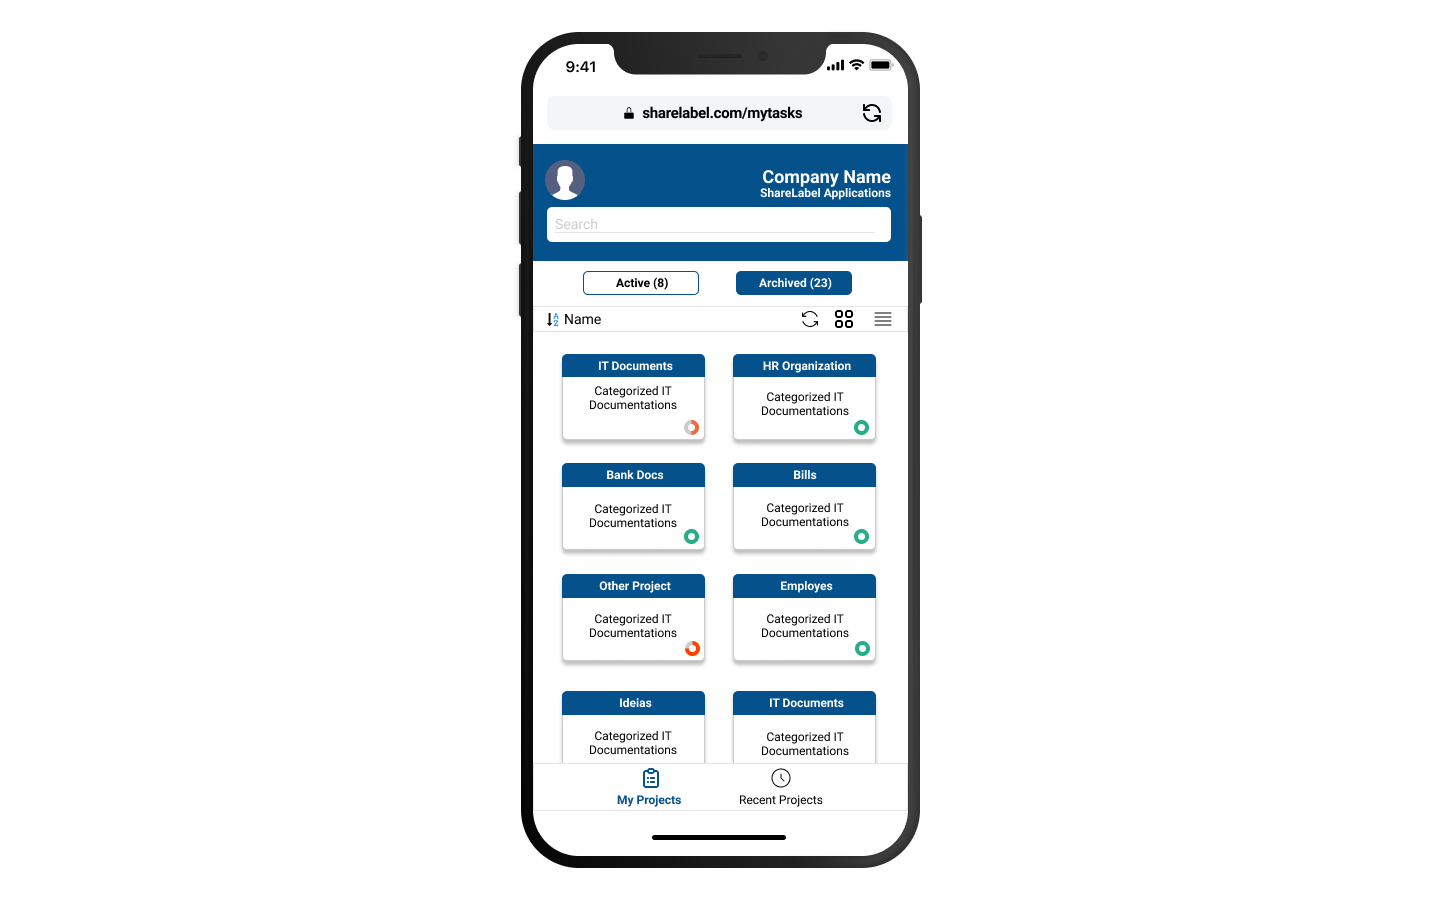 9:41
sharelabel.com/mytasks
Company Name
ShareLabel Applications
Search
Active (8)
Archived (23)
AZ Name
IT Documents
Categorized IT
Documentations
HR Organization
Categorized IT
Documentations
Bank Docs
Categorized IT
Documentations
Bills
Categorized IT
Documentations
Other Project
Categorized IT
Documentations
Employes
Categorized IT
Documentations
Ideias
Categorized IT
Documentations
IT Documents
Categorized IT
Documentations
My Projects
Recent Projects